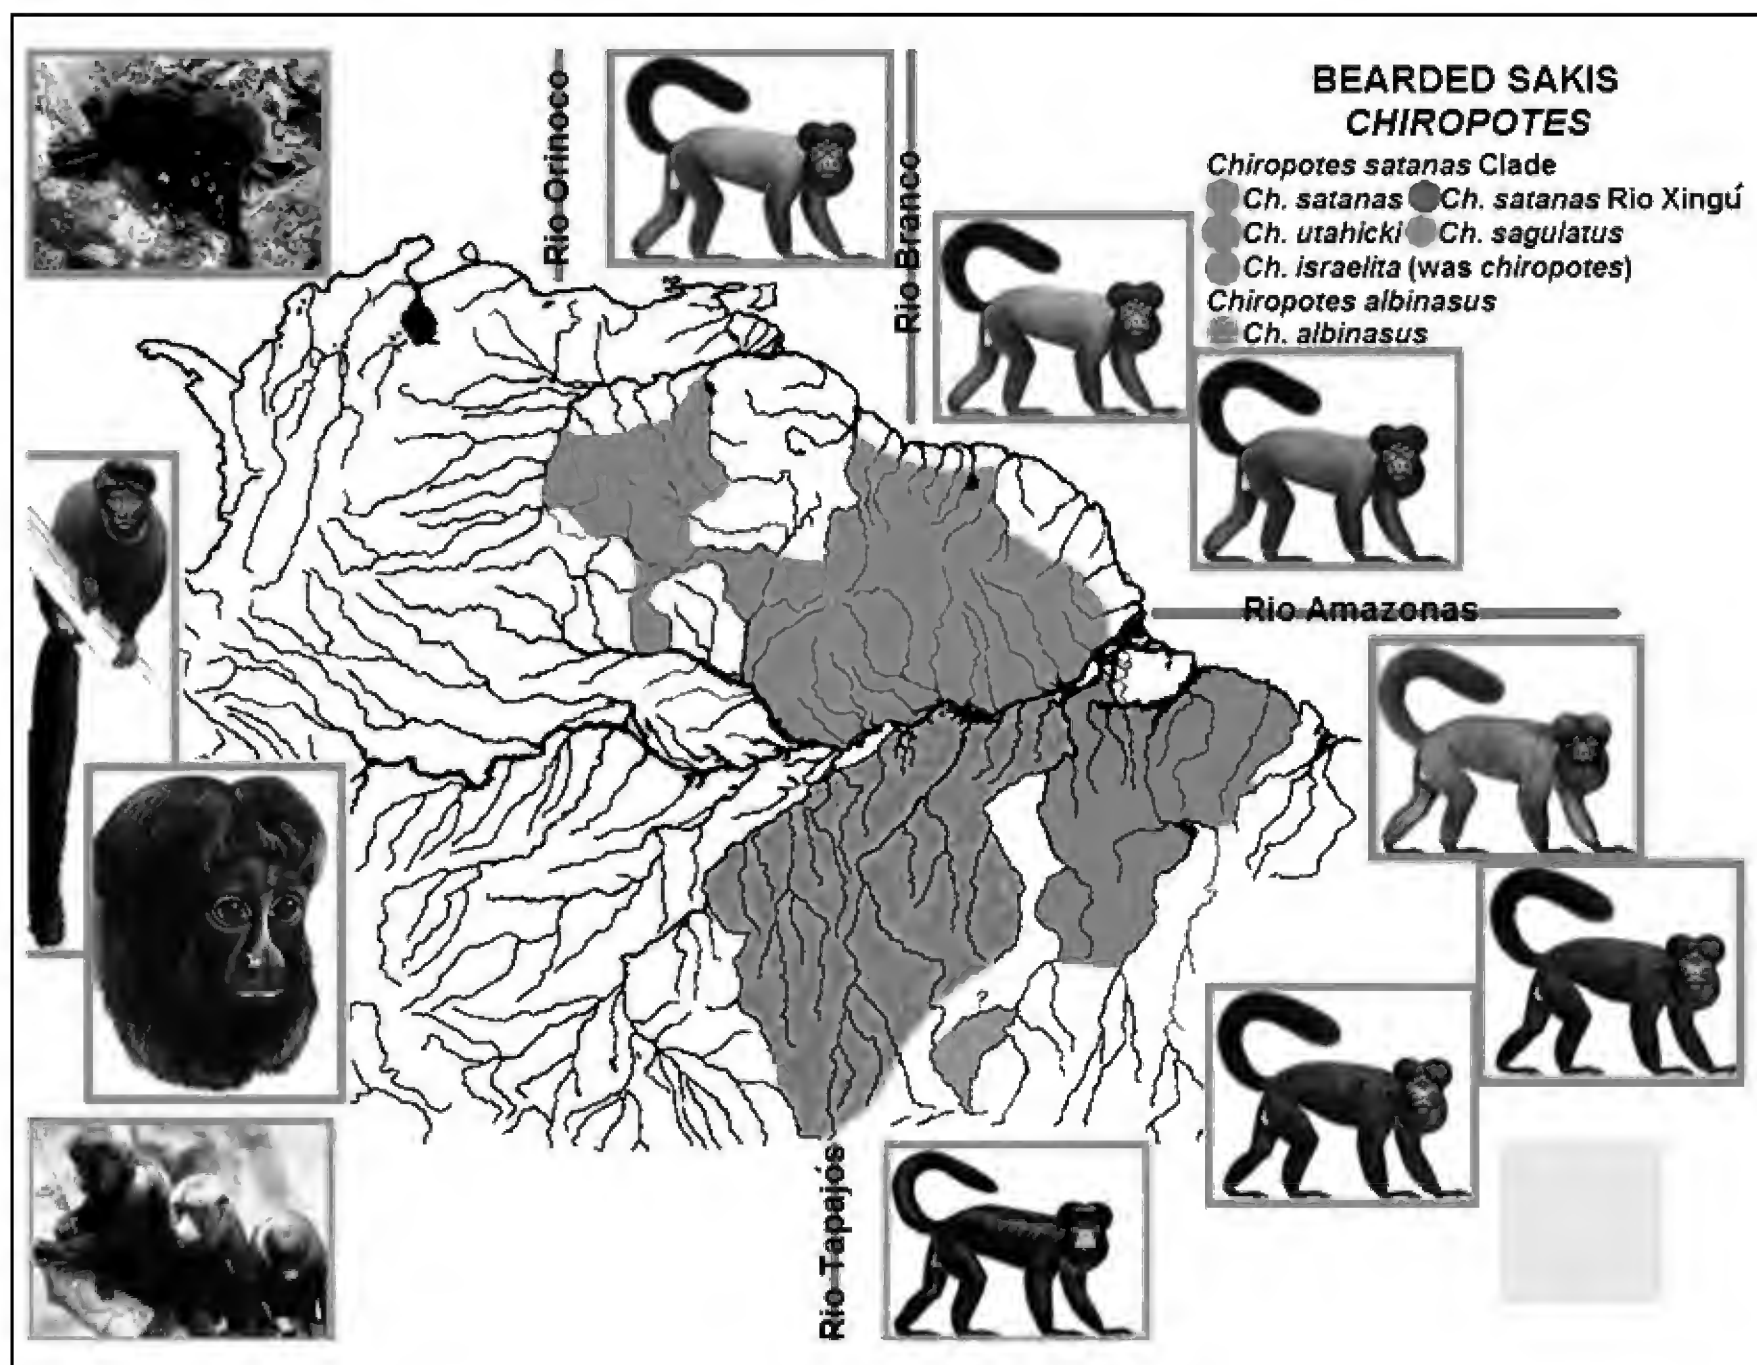 BEARDED SAKIS
CHIROPOTES
Chiropotes satanas Clade
Ch. satanas Ch. satanas Rio Xingú
Ch. utahicki Ch. sagulatus
Ch. israelita (was chiropotes)
Chiropotes albinasus
Ch. albinasus
Rio Orinoco
Rio Branco
Rio Amazonas
?
Rio Tapajós